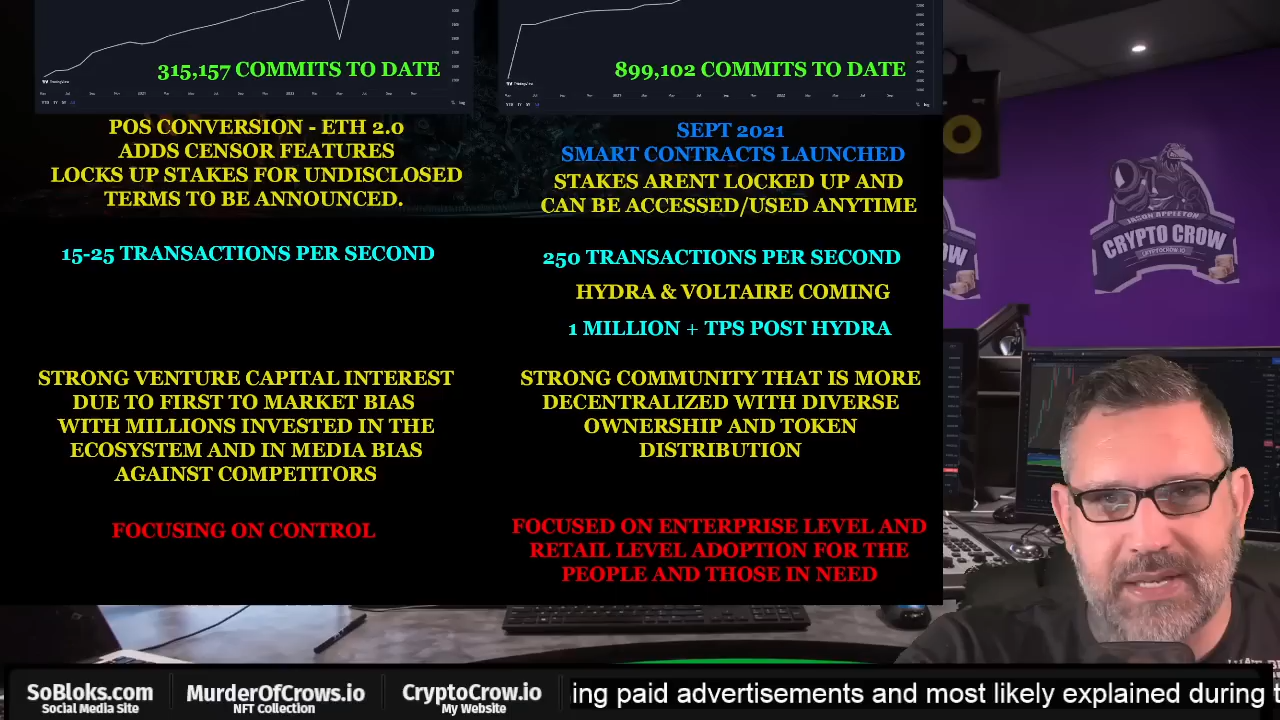 315,157 COMMITS TO DATE
POS CONVERSION - ETH 2.0
ADDS CENSOR FEATURES
LOCKS UP STAKES FOR UNDISCLOSED
TERMS TO BE ANNOUNCED.
15-25 TRANSACTIONS PER SECOND
STRONG VENTURE CAPITAL INTEREST
DUE TO FIRST TO MARKET BIAS
WITH MILLIONS INVESTED IN THE
ECOSYSTEM AND IN MEDIA BIAS
AGAINST COMPETITORS
FOCUSING ON CONTROL
899,102 COMMITS TO DATE
SEPT 2021
SMART CONTRACTS LAUNCHED
STAKES ARENT LOCKED UP AND
CAN BE ACCESSED/USED ANYTIME
250 TRANSACTIONS PER SECOND
HYDRA & VOLTAIRE COMING
1 MILLION + TPS POST HYDRA
STRONG COMMUNITY THAT IS MORE
DECENTRALIZED WITH DIVERSE
OWNERSHIP AND TOKEN
DISTRIBUTION
FOCUSED ON ENTERPRISE LEVEL AND
RETAIL LEVEL ADOPTION FOR THE
PEOPLE AND THOSE IN NEED
JASON APPLETON
CRYPTO CROW
CRYPTOCROW.IO
SoBloks.com
Social Media Site
MurderOfCrows.io
NFT Collection
CryptoCrow.io
My Website
ing paid advertisements and most likely explained during t